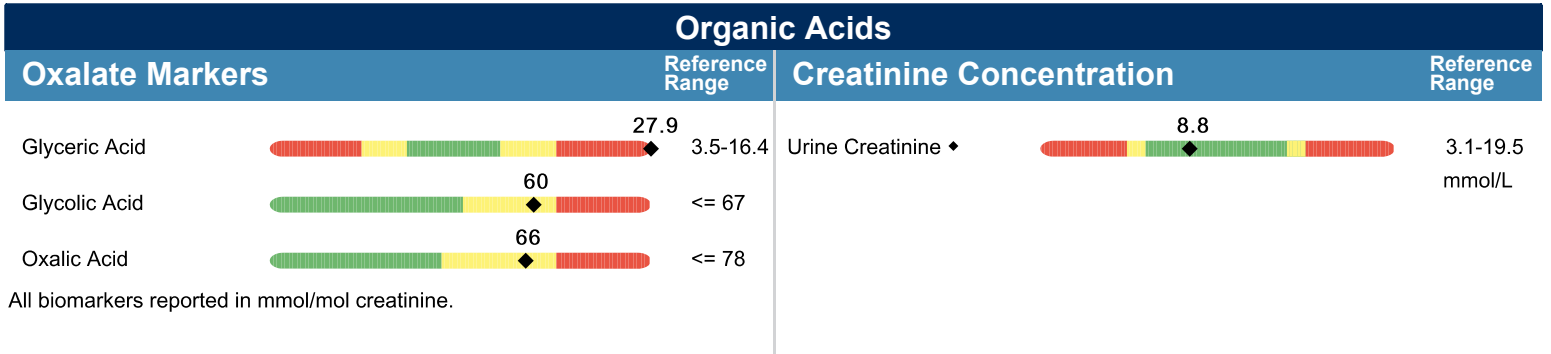 Organic Acids
Oxalate Markers
Reference
Range
Creatinine Concentration
Reference
Range
27.9
Glyceric Acid
3.5-16.4
8.8
Urine Creatinine ◆
3.1-19.5
mmol/L
60
Glycolic Acid
<= 67
66
Oxalic Acid
<= 78
All biomarkers reported in mmol/mol creatinine.